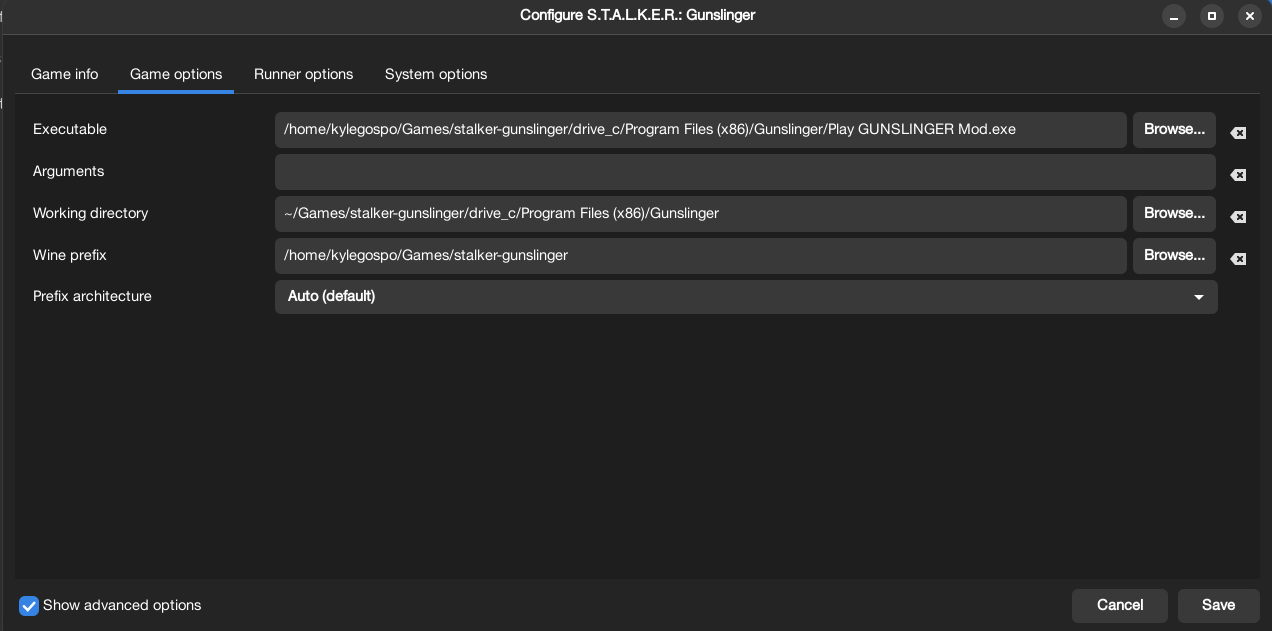 Configure S.T.A.L.K.E.R.: Gunslinger
Game info Game options Runner options System options
Executable /home/kylegospo/Games/stalker-gunslinger/drive_c/Program Files (x86)/Gunslinger/Play GUNSLINGER Mod.exe Browse...
Arguments
Working directory ~/Games/stalker-gunslinger/drive_c/Program Files (x86)/Gunslinger Browse...
Wine prefix /home/kylegospo/Games/stalker-gunslinger Browse...
Prefix architecture Auto (default)
Show advanced options Cancel Save